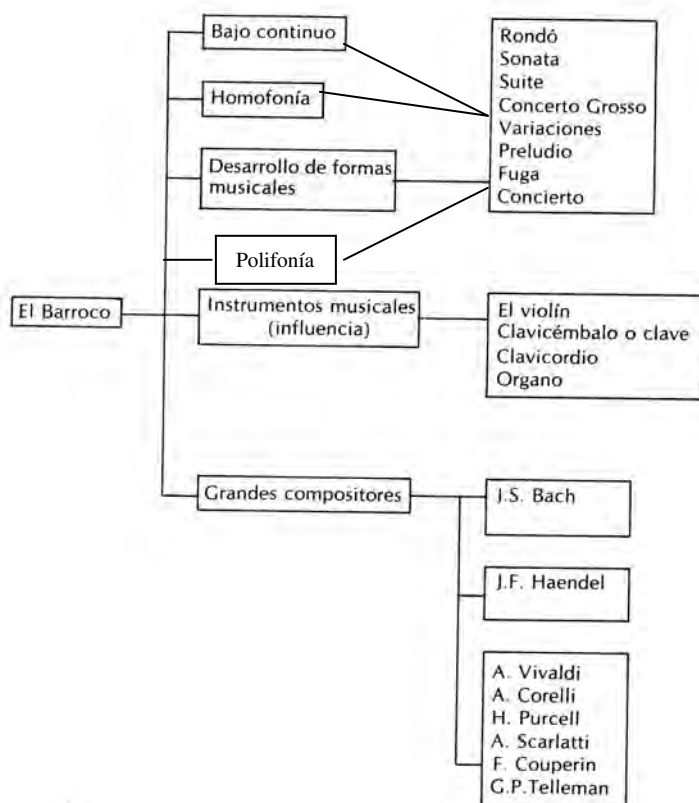 Bajo continuo
Homofonía
Desarrollo de formas
musicales
Polifonía
Rondó
Sonata
Suite
Concerto Grosso
Variaciones
Preludio
Fuga
Concierto
El Barroco
Instrumentos musicales
(influencia)
El violín
Clavicémbalo o clave
Clavicordio
Organo
Grandes compositores
J.S. Bach
J.F. Haendel
A. Vivaldi
A. Corelli
H. Purcell
A. Scarlatti
F. Couperin
G.P.Telleman